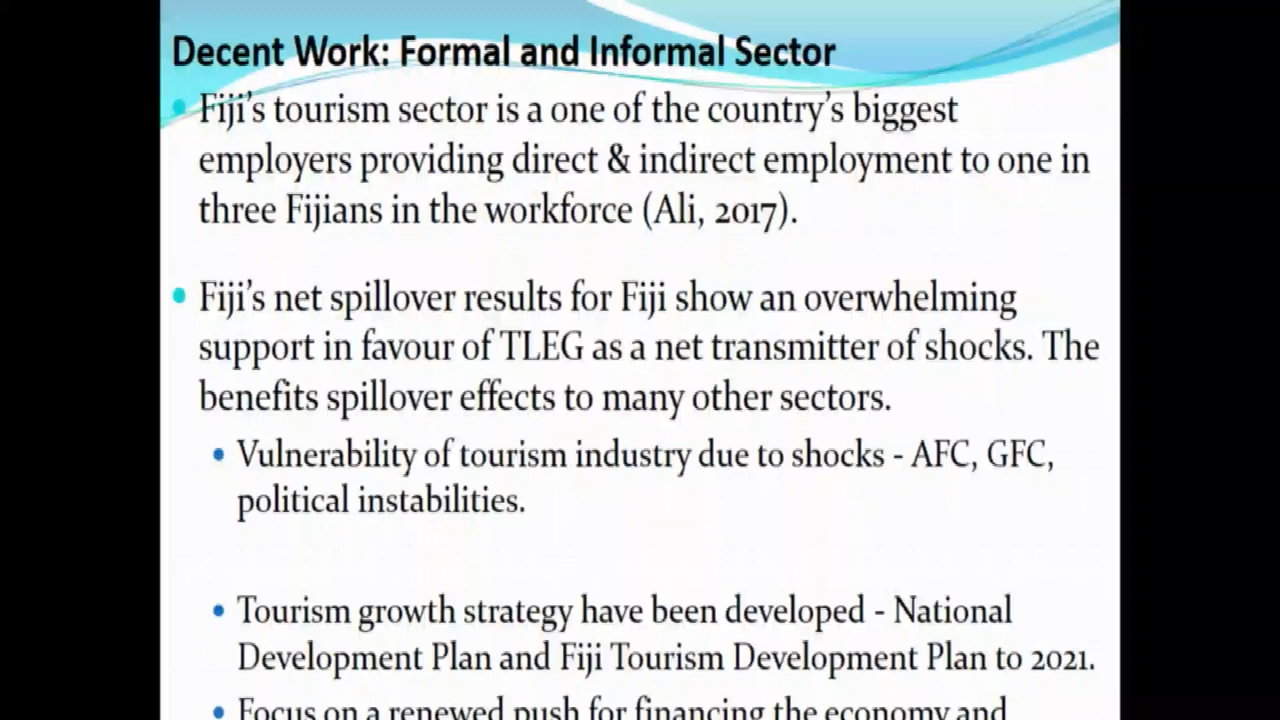 Decent Work: Formal and Informal Sector
• Fiji's tourism sector is a one of the country's biggest
employers providing direct & indirect employment to one in
three Fijians in the workforce (Ali, 2017).
• Fiji's net spillover results for Fiji show an overwhelming
support in favour of TLEG as a net transmitter of shocks. The
benefits spillover effects to many other sectors.
• Vulnerability of tourism industry due to shocks - AFC, GFC,
political instabilities.
• Tourism growth strategy have been developed - National
Development Plan and Fiji Tourism Development Plan to 2021.
• Focus on a renewed push for financing the economy and